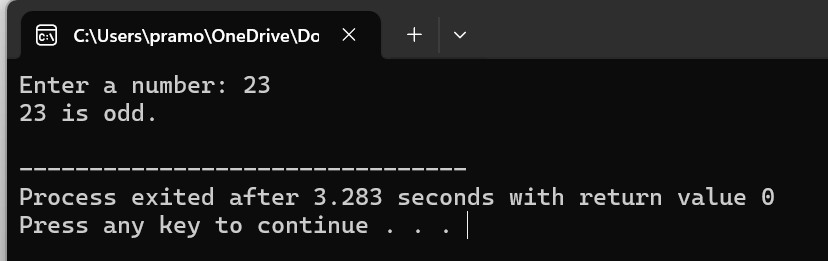 C:\Users\pramo\OneDrive\Do
Enter a number: 23
23 is odd.
--------------------------------
Process exited after 3.283 seconds with return value 0
Press any key to continue . . .